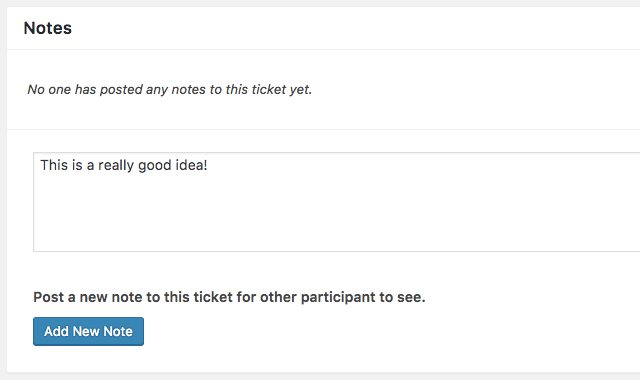 Notes
No one has posted any notes to this ticket yet.
This is a really good idea!
Post a new note to this ticket for other participant to see.
Add New Note